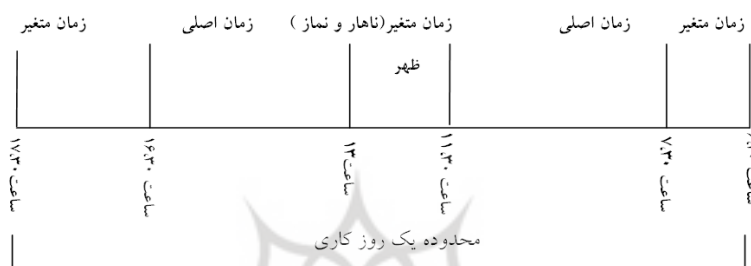 زمان متغیر
زمان اصلی
زمان متغیر(ناهار و نماز )
زمان اصلی
زمان متغیر
ظهر
ساعت
ساعت ۷.۳۰
ساعت ۱۱.۳۰
ساعت ۱۳
ساعت ۱۶.۳۰
ساعت ۱۷.۳۰
محدوده یک روز کاری